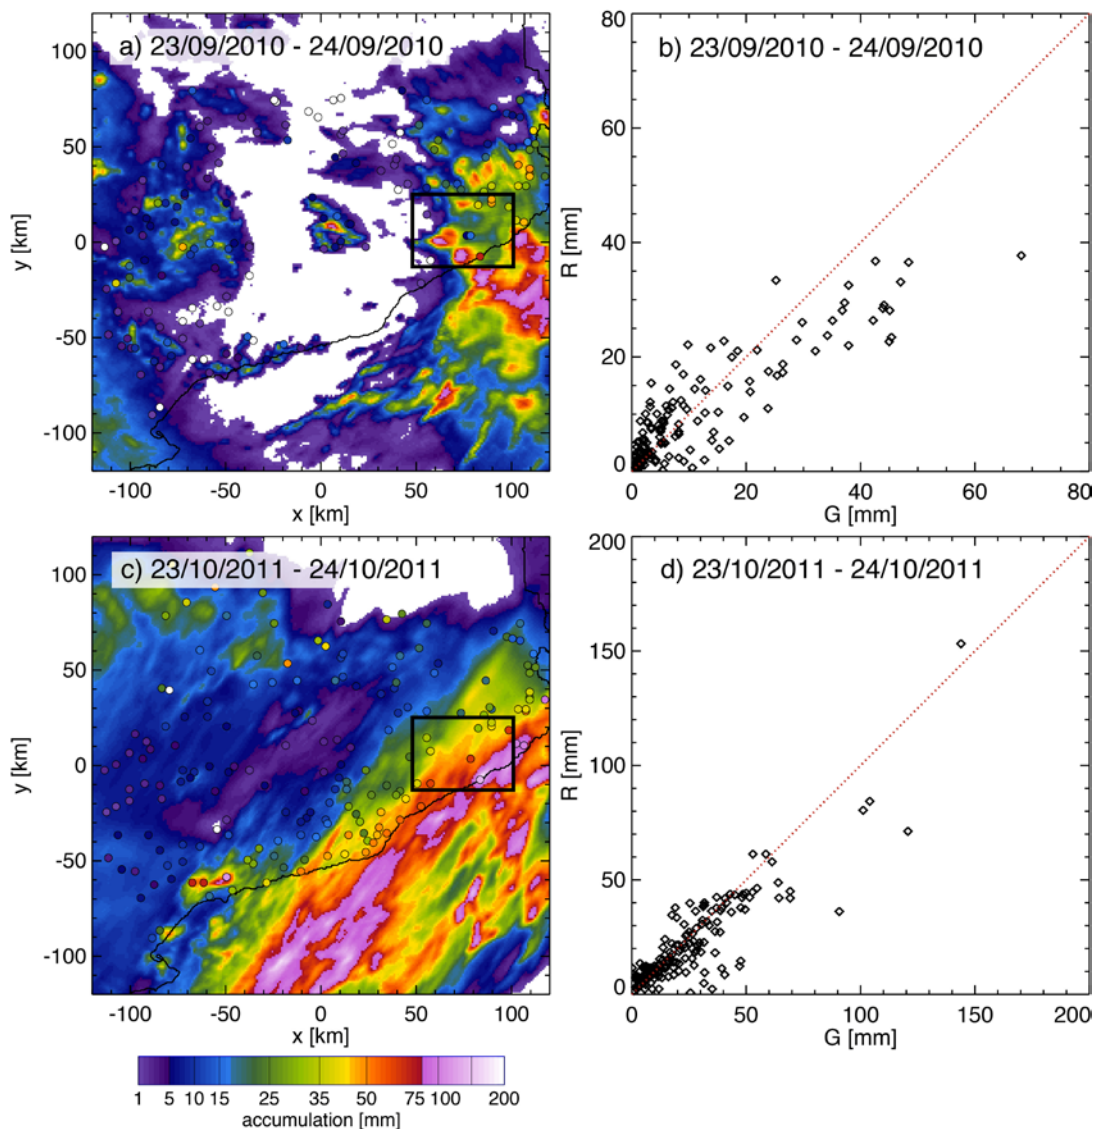 a) 23/09/2010 - 24/09/2010
100
50
0
-50
-100
y [km]
-100 -50 0 50 100
x [km]
b) 23/09/2010 - 24/09/2010
80
60
40
20
0
R [mm]
0 20 40 60 80
G [mm]
c) 23/10/2011 - 24/10/2011
100
50
0
-50
-100
y [km]
-100 -50 0 50 100
x [km]
d) 23/10/2011 - 24/10/2011
200
150
100
50
0
R [mm]
0 50 100 150 200
G [mm]
1 5 10 15 25 35 50 75 100 200
accumulation [mm]